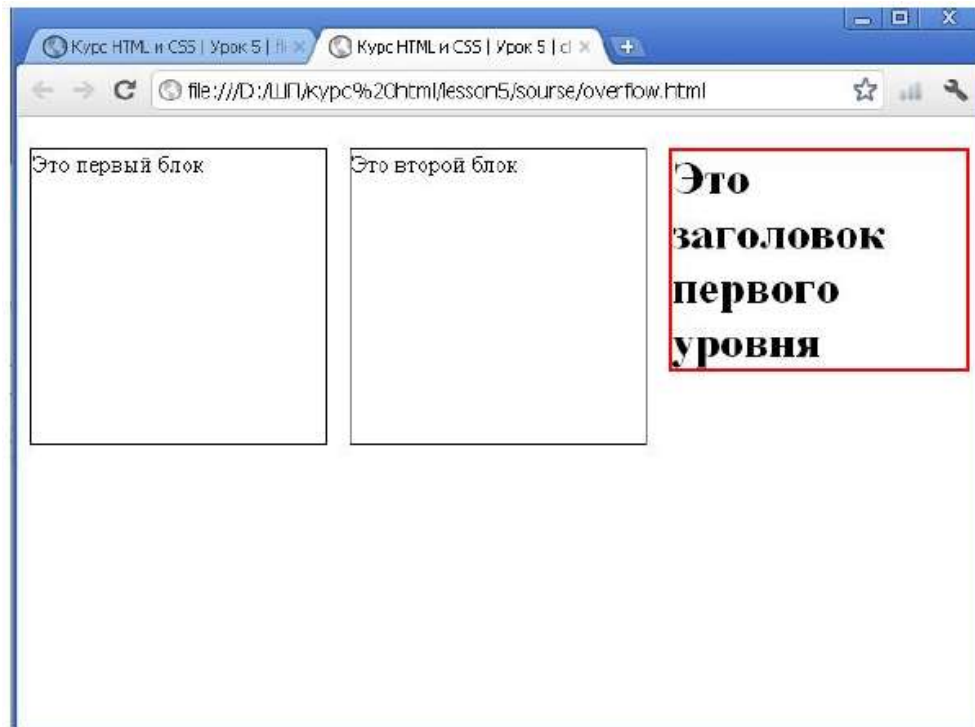 Курс HTML и CSS | Урок 5 |
Курс HTML и CSS | Урок 5 | cl
file:///D:/ШП/курс%20html/lesson5/sourse/overflow.html
Это первый блок
Это второй блок
Это
заголовок
первого
уровня